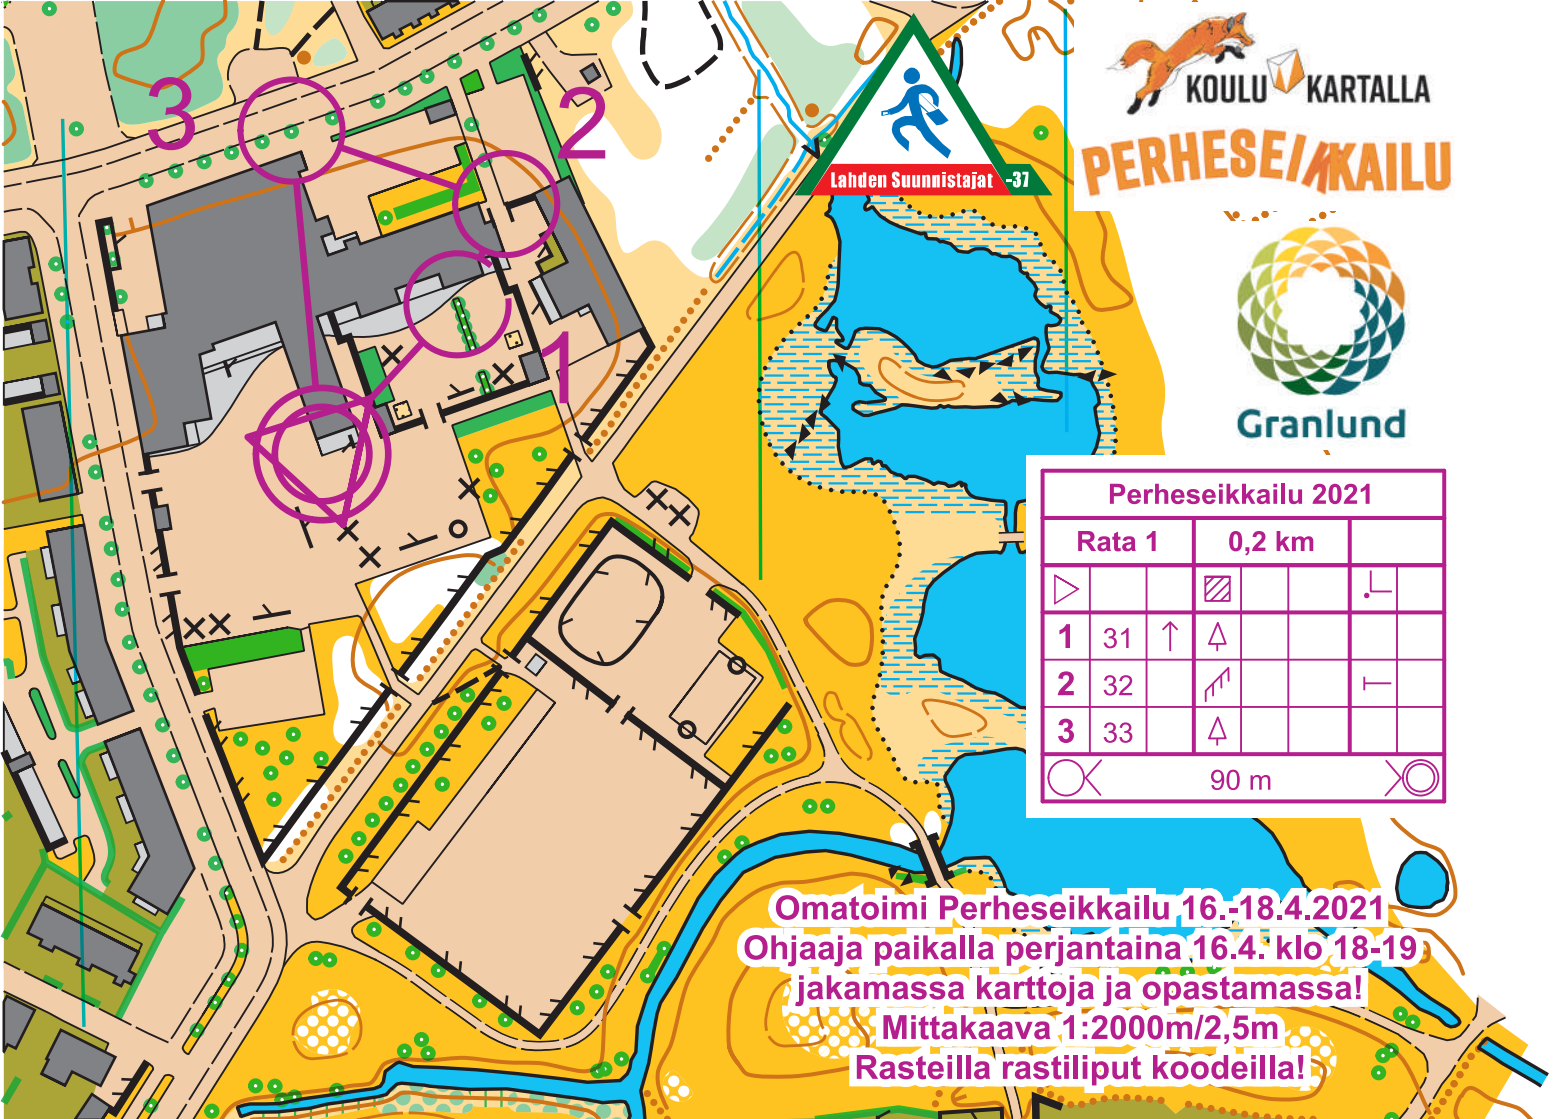 KOULU KARTALLA
PERHESEIKKAILU
Lahden Suunnistajat -37
Granlund
3
2
1
Perheseikkailu 2021
Rata 1 0,2 km
1 31
2 32
3 33
90 m
Omatoimi Perheseikkailu 16.-18.4.2021
Ohjaaja paikalla perjantaina 16.4. klo 18-19
jakamassa karttoja ja opastamassa!
Mittakaava 1:2000m/2,5m
Rasteilla rastiliput koodeilla!